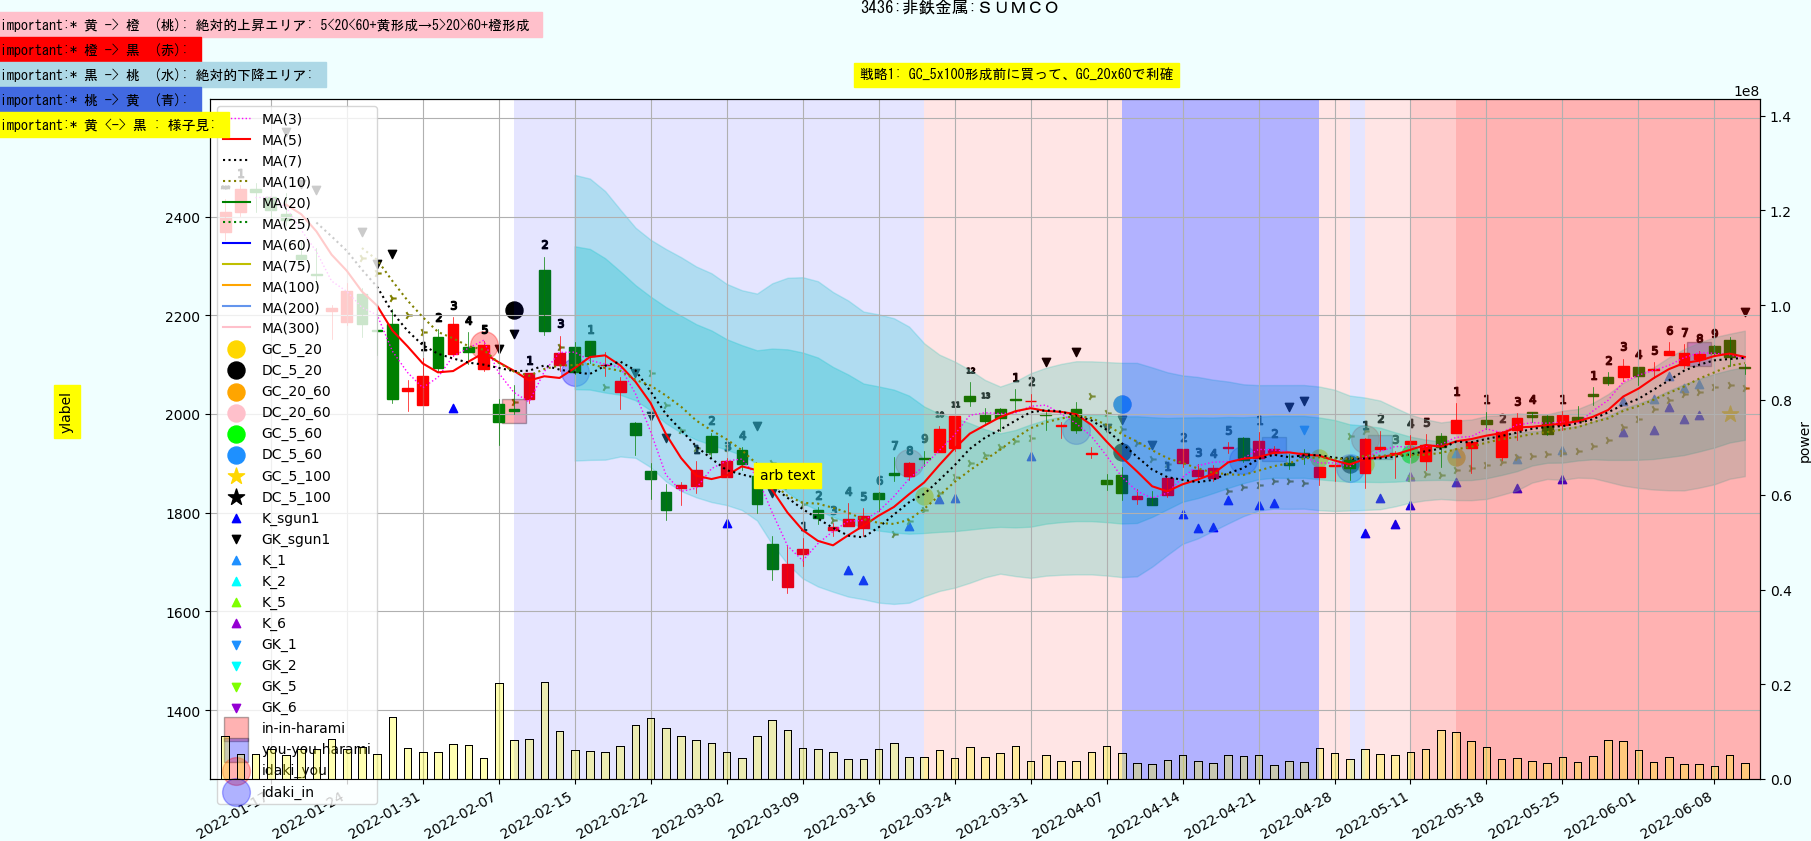 3436:非鉄金属:ＳＵＭＣＯ
important:* 黄 -> 橙 （桃）: 絶対的上昇エリア: 5<20<60+黄形成→5>20>60+橙形成
important:* 橙 -> 黒 （赤）:
important:* 黒 -> 桃 （水）: 絶対的下降エリア:
戦略1: GC_5x100形成前に買って、GC_20x60で利確
important:* 桃 -> 黄 （青）:
important:* 黄 <-> 黒 : 様子見:
1e8
MA(3)
MA(5)
MA(7)
MA(10)
MA(20)
MA(25)
MA(60)
MA(75)
MA(100)
MA(200)
MA(300)
GC_5_20
DC_5_20
GC_20_60
DC_20_60
GC_5_60
DC_5_60
GC_5_100
DC_5_100
K_sgun1
GK_sgun1
K_1
K_2
K_5
K_6
GK_1
GK_2
GK_5
GK_6
in-in-harami
you-you-harami
idaki_you
idaki_in
ylabel
2400
2200
2000
1800
1600
1400
arb text
1.4
1.2
1.0
0.8
0.6
0.4
0.2
0.0
power
2022-01-17
2022-01-24
2022-01-31
2022-02-07
2022-02-15
2022-02-22
2022-03-02
2022-03-09
2022-03-16
2022-03-24
2022-03-31
2022-04-07
2022-04-14
2022-04-21
2022-04-28
2022-05-11
2022-05-18
2022-05-25
2022-06-01
2022-06-08